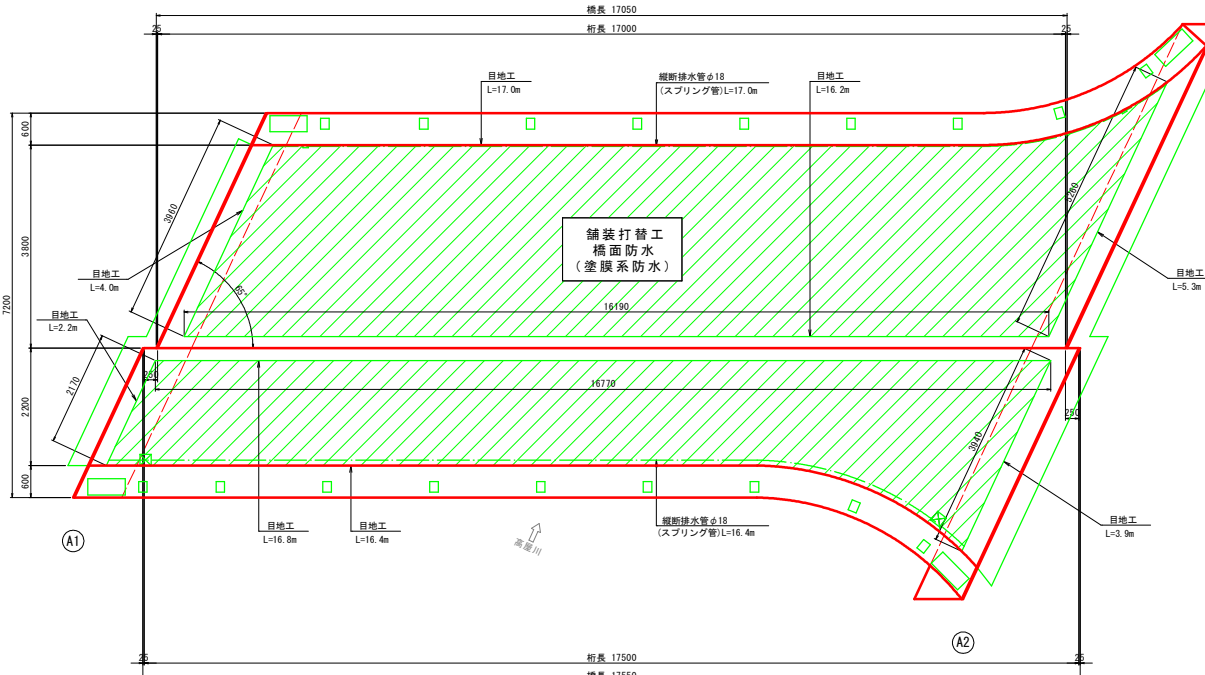 橋長 17050
25
桁長 17000
25
目地工
L=17.0m
縦断排水管φ18
(スプリング管)L=17.0m
目地工
L=16.2m
600
3960
3800
7200
舗装打替工
橋面防水
(塗膜系防水)
5260
目地工
L=4.0m
65°
目地工
L=5.3m
16190
目地工
L=2.2m
250
16770
250
2170
2200
3940
600
目地工
L=16.8m
目地工
L=16.4m
高屋川
縦断排水管φ18
(スプリング管)L=16.4m
目地工
L=3.9m
A1
A2
25
桁長 17500
25
橋長 17550